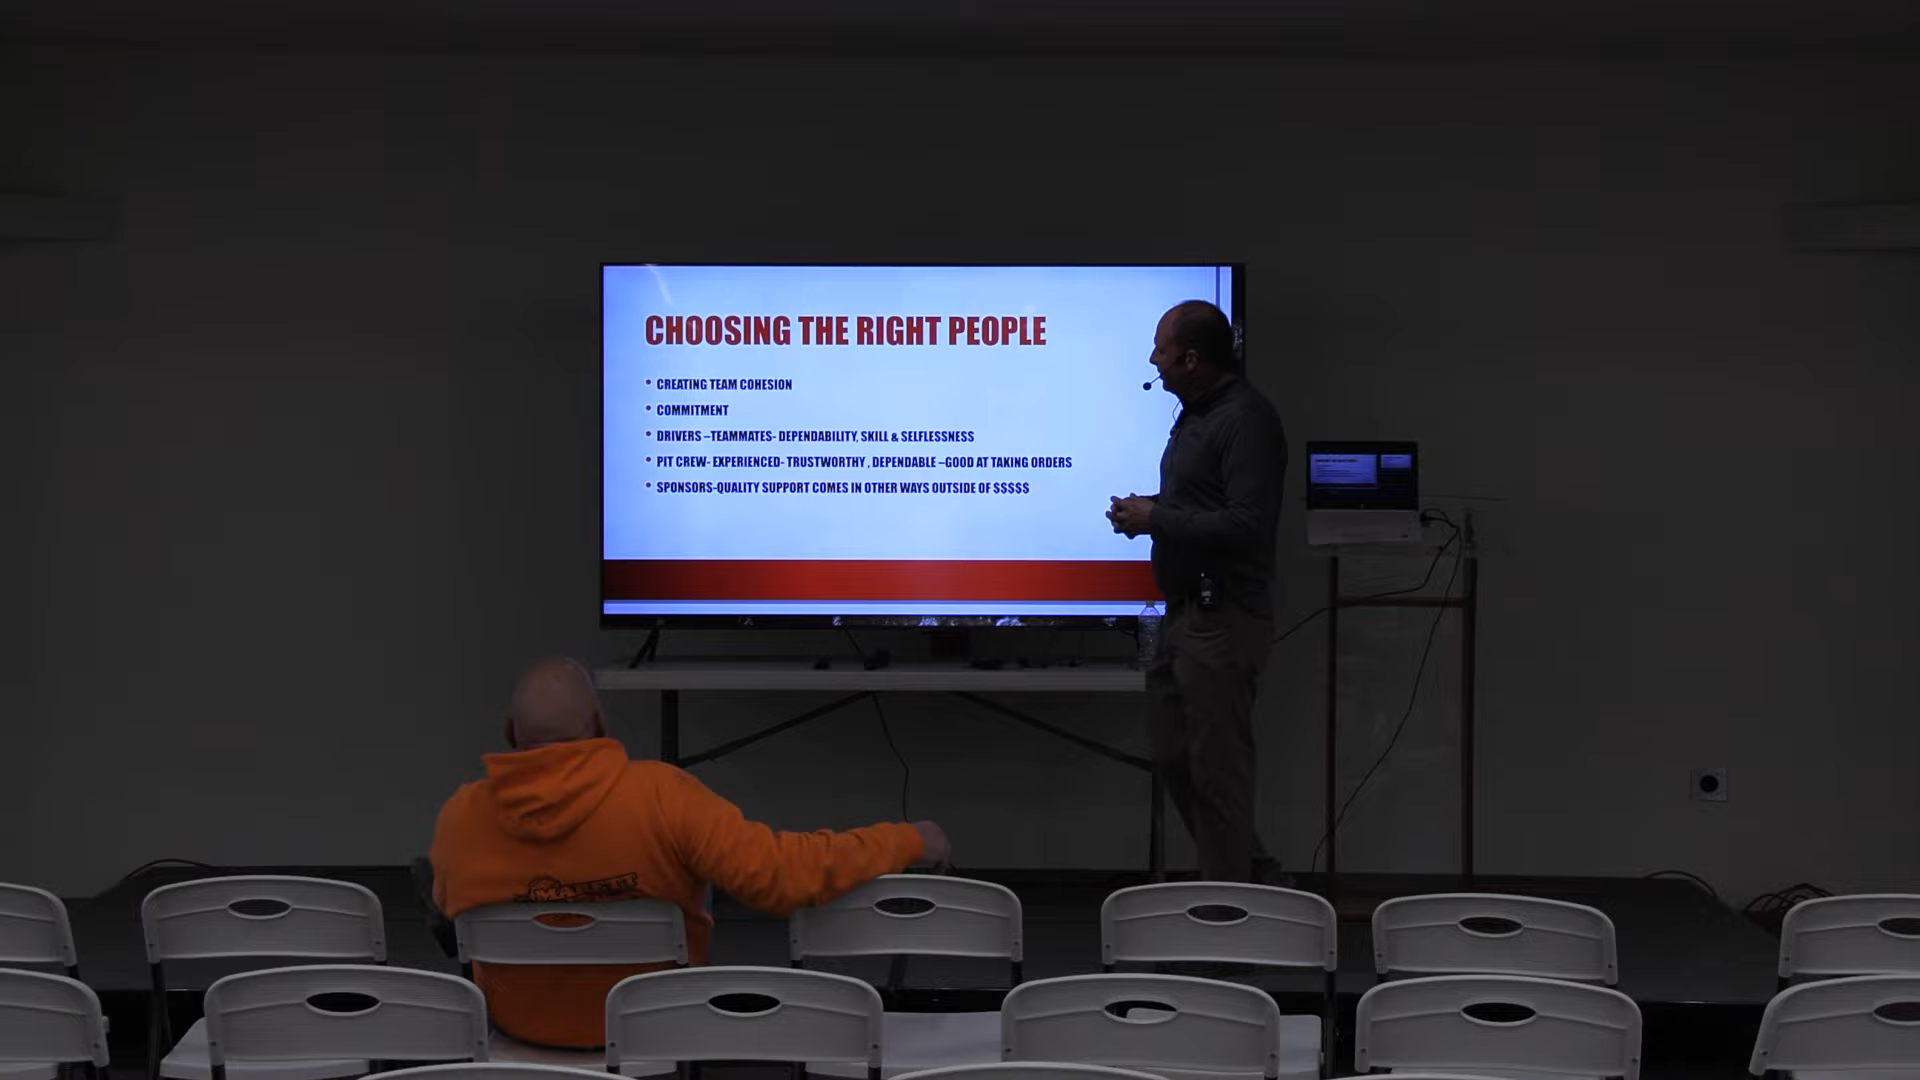 CHOOSING THE RIGHT PEOPLE
• CREATING TEAM COHESION
• COMMITMENT
• DRIVERS –TEAMMATES- DEPENDABILITY, SKILL & SELFLESSNESS
• PIT CREW- EXPERIENCED- TRUSTWORTHY , DEPENDABLE –GOOD AT TAKING ORDERS
• SPONSORS-QUALITY SUPPORT COMES IN OTHER WAYS OUTSIDE OF $$$$$